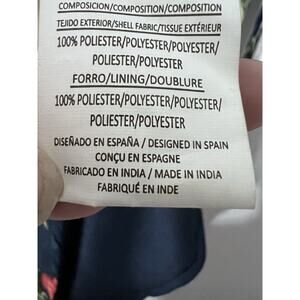 COMPOSICION/COMPOSITION/COMPOSITION
TEJIDO EXTERIOR/SHELL FABRIC/TISSUE EXTÉRIEUR
100% POLIESTER/POLYESTER/POLYESTER/
POLIESTER/POLYESTER
FORRO/LINING/DOUBLURE
100% POLIESTER/POLYESTER/POLYESTER/
POLIESTER/POLYESTER
DISEÑADO EN ESPAÑA / DESIGNED IN SPAIN
CONÇU EN ESPAGNE
FABRICADO EN INDIA / MADE IN INDIA
FABRIQUÉ EN INDE